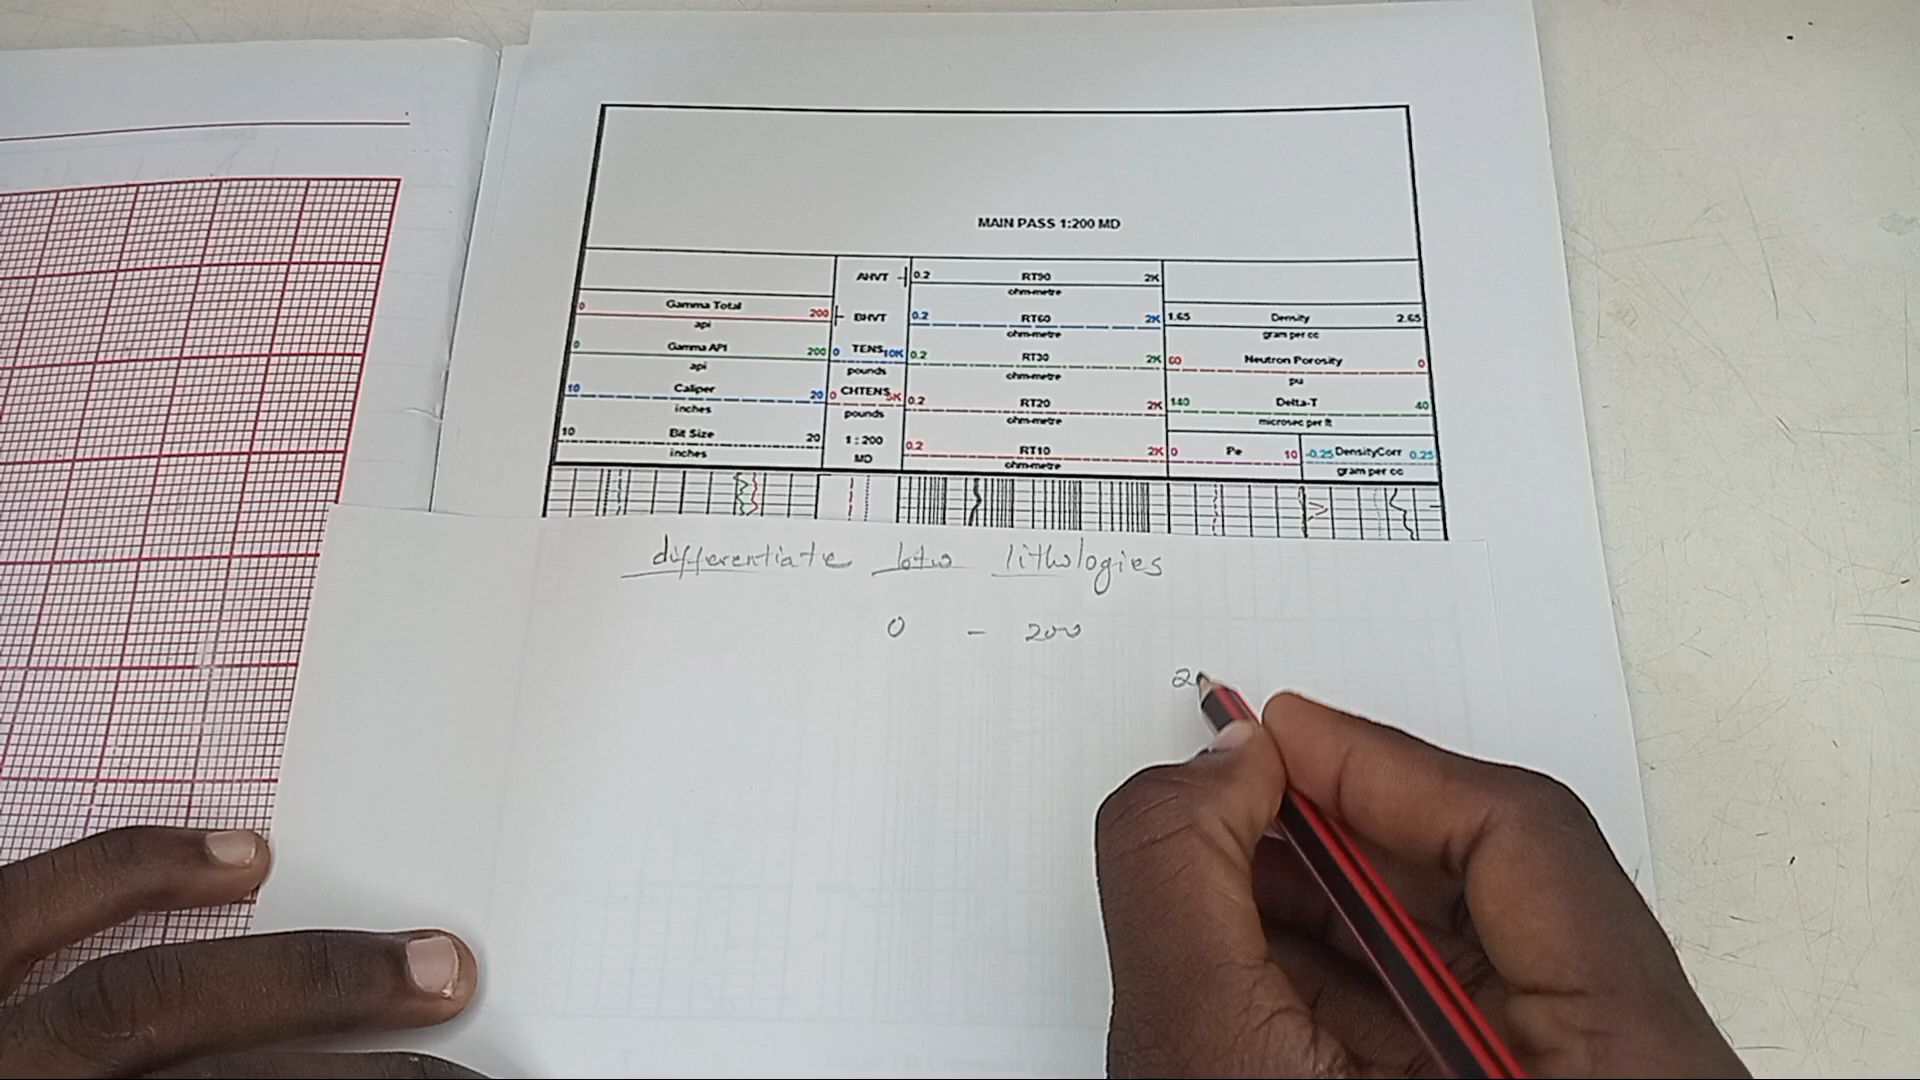 MAIN PASS 1:200 MD
AHVT
0.2 RT90 2K
ohm-metre
0 Gamma Total 200
api
BHVT
0.2 RT60 2K
ohm-metre
1.65 Density 2.65
gram per cc
0 Gamma API 200
api
0 TENS 10K
pounds
0.2 RT30 2K
ohm-metre
60 Neutron Porosity 0
pu
10 Caliper 20
inches
0 CHTENS 5K
pounds
0.2 RT20 2K
ohm-metre
140 Delta-T 40
microsec per ft
10 Bit Size 20
inches
1 : 200
MD
0.2 RT10 2K
ohm-metre
0 Pe 10
-0.25 DensityCorr 0.25
gram per cc
differentiate btw lithologies
0 - 200